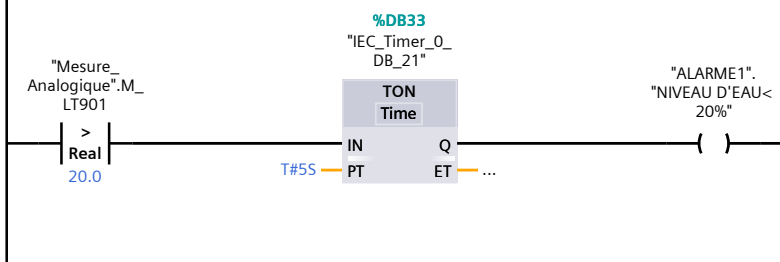 %DB33
"IEC_Timer_0_
DB_21"
"Mesure_
Analogique".M_
LT901
"ALARME1".
"NIVEAU D'EAU<
20%"
TON
Time
>
Real
20.0
IN
Q
T#5S
PT
ET
...